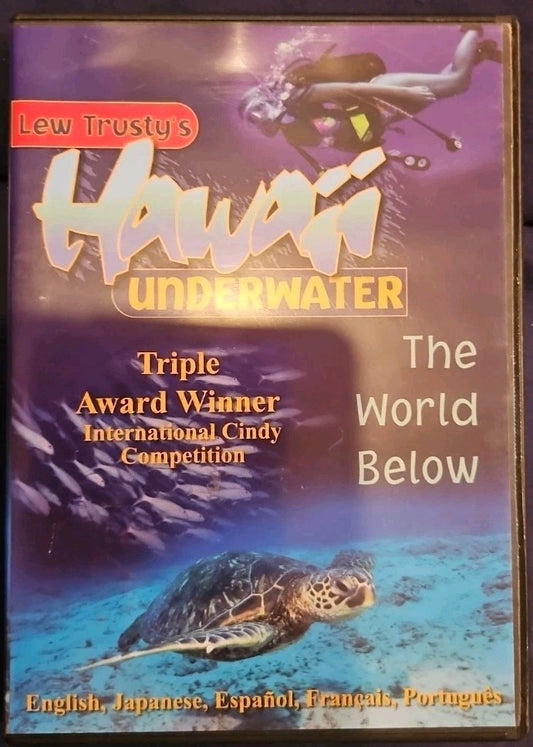 Lew Trusty's
Hawaii
UNDERWATER
Triple
Award Winner
International Cindy
Competition
The
World
Below
English, Japanese, Español, Français, Português